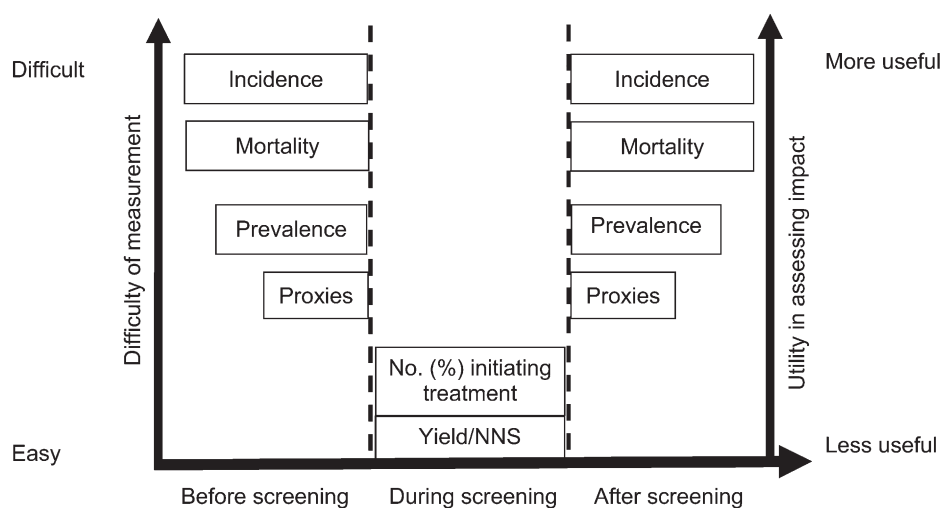 Difficult
More useful
Incidence
Incidence
Mortality
Mortality
Difficulty of measurement
Utility in assessing impact
Prevalence
Prevalence
Proxies
Proxies
No. (%) initiating
treatment
Yield/NNS
Easy
Less useful
Before screening
During screening
After screening